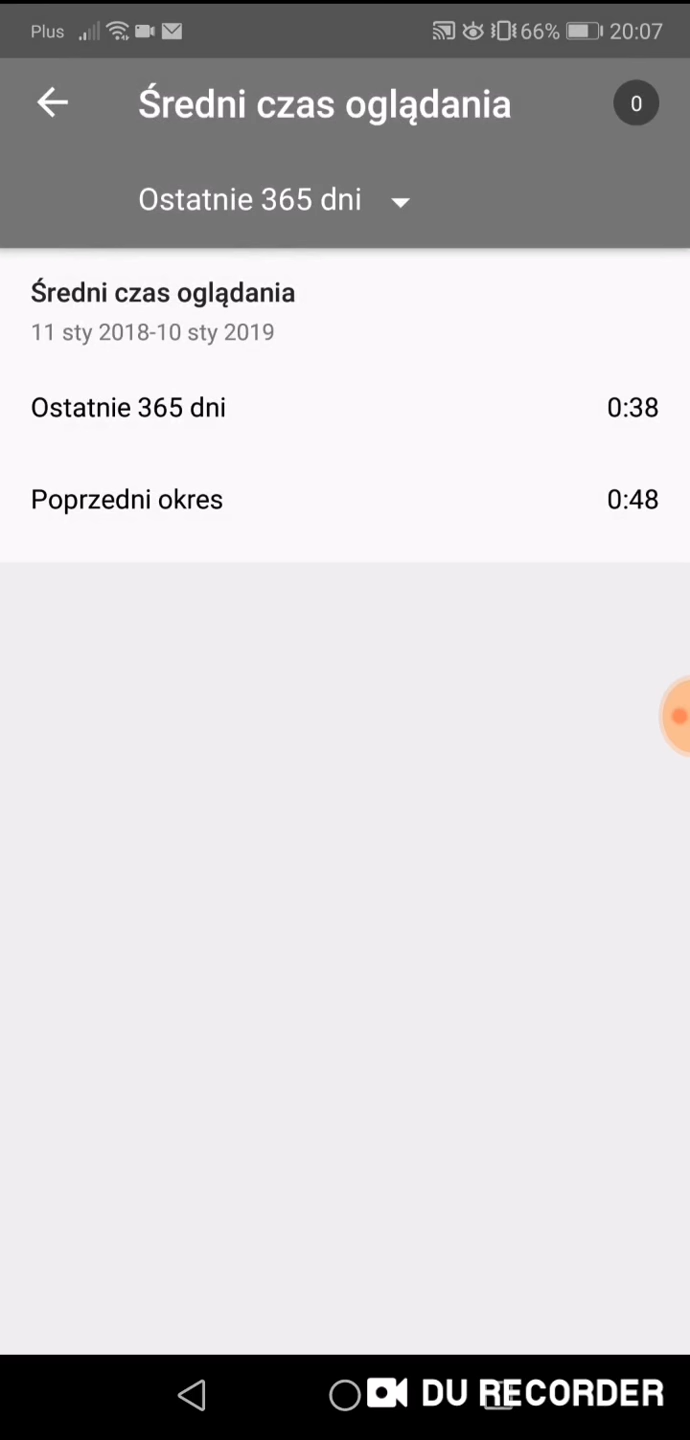 Plus 66% 20:07
Średni czas oglądania 0
Ostatnie 365 dni
Średni czas oglądania
11 sty 2018-10 sty 2019
Ostatnie 365 dni 0:38
Poprzedni okres 0:48
DU RECORDER